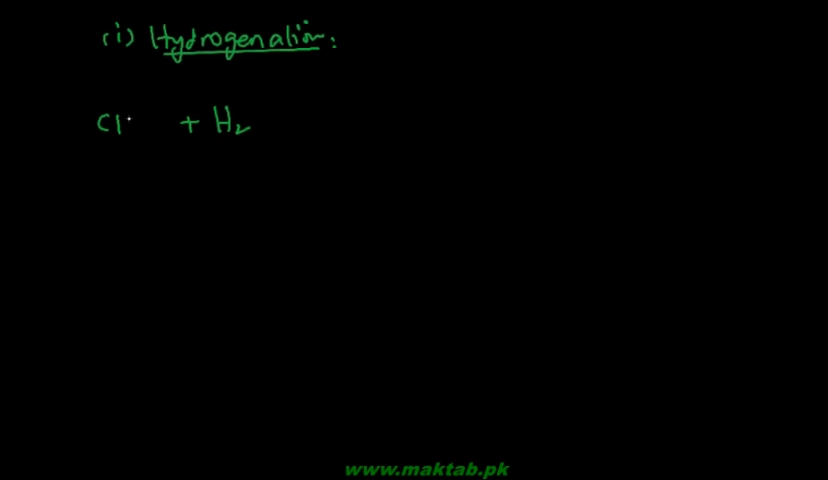 (i) Hydrogenation:
Cl + H₂
www.maktab.pk